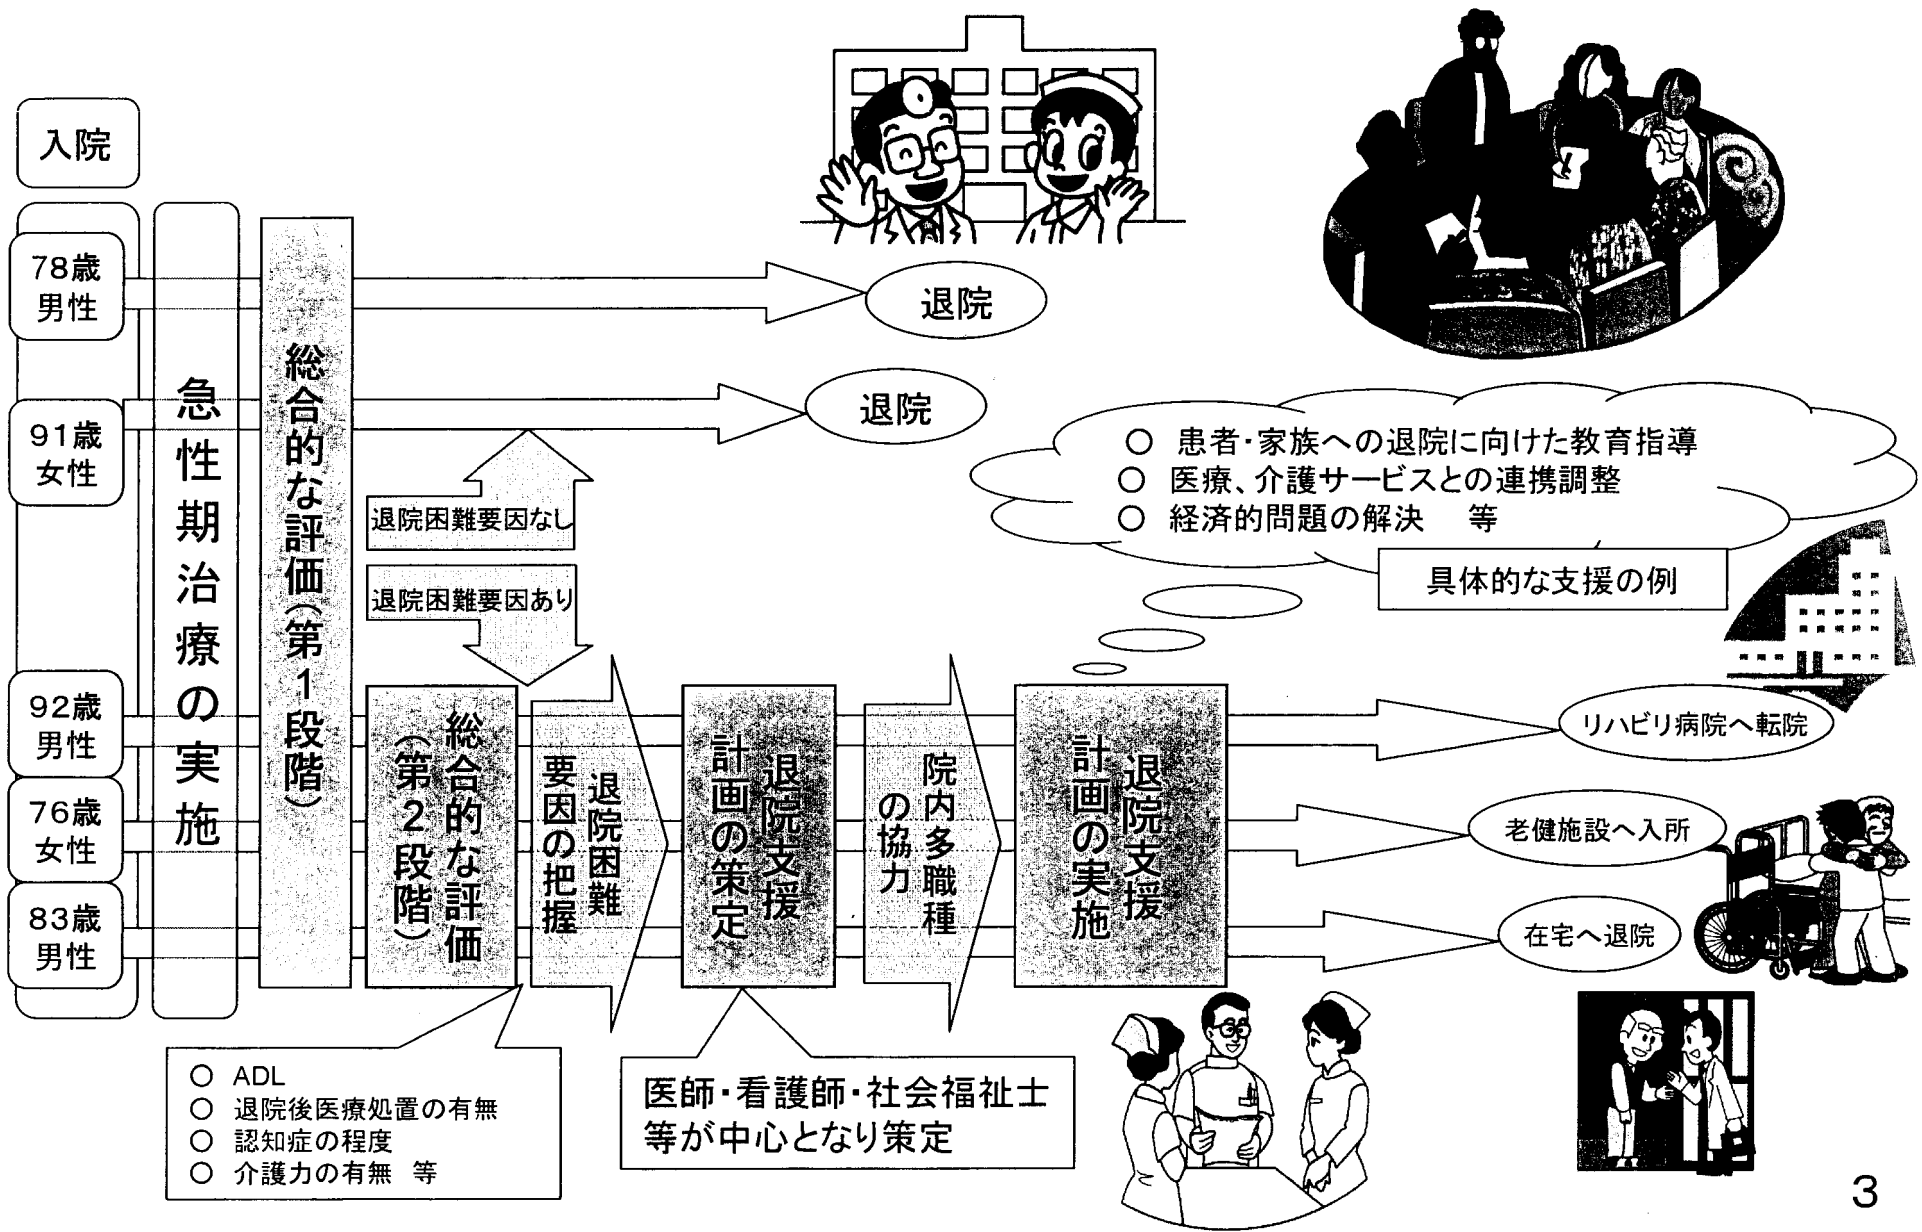 入院
78歳
男性
91歳
女性
92歳
男性
76歳
女性
83歳
男性
急性期治療の実施
総合的な評価(第1段階)
退院
退院
退院困難要因なし
退院困難要因あり
総合的な評価
(第2段階)
退院困難
要因の把握
退院支援
計画の策定
院内多職種
の協力
退院支援
計画の実施
○ 患者・家族への退院に向けた教育指導
○ 医療、介護サービスとの連携調整
○ 経済的問題の解決 等
具体的な支援の例
リハビリ病院へ転院
老健施設へ入所
在宅へ退院
○ ADL
○ 退院後医療処置の有無
○ 認知症の程度
○ 介護力の有無 等
医師・看護師・社会福祉士
等が中心となり策定
3